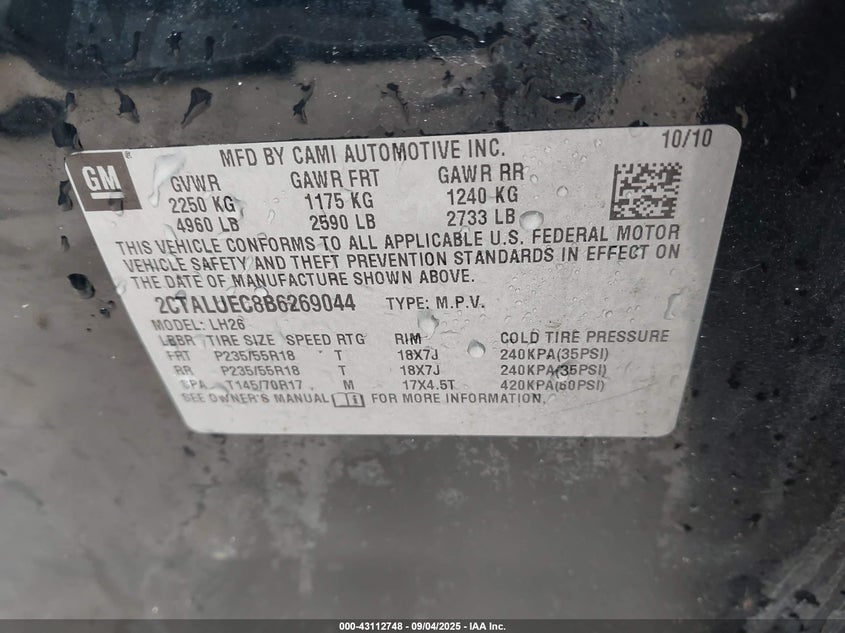 GM
MFD BY CAMI AUTOMOTIVE INC. 10/10
GVWR GAWR FRT GAWR RR
2250 KG 1175 KG 1240 KG
4960 LB 2590 LB 2733 LB
THIS VEHICLE CONFORMS TO ALL APPLICABLE U.S. FEDERAL MOTOR
VEHICLE SAFETY AND THEFT PREVENTION STANDARDS IN EFFECT ON
THE DATE OF MANUFACTURE SHOWN ABOVE.
2CTALUEC8B6269044 TYPE: M.P.V.
MODEL: LH26
TIRE SIZE SPEED RTG RIM COLD TIRE PRESSURE
FRT P235/55R18 T 18X7J 240KPA(35PSI)
RR P235/55R18 T 18X7J 240KPA(35PSI)
SPA T145/70R17 M 17X4.5T 420KPA(60PSI)
SEE OWNER'S MANUAL FOR MORE INFORMATION.
000-43112748 - 09/04/2025 - IAA Inc.